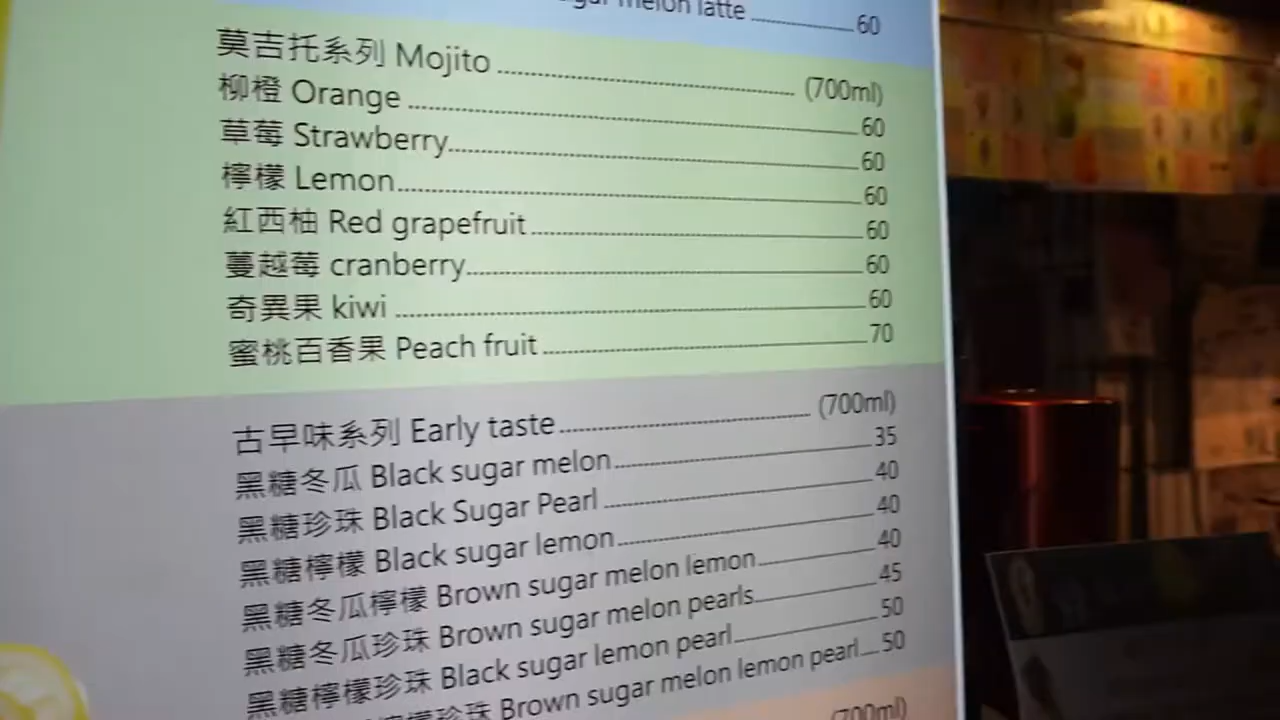 melon latte 60
莫吉托系列 Mojito (700ml)
柳橙 Orange 60
草莓 Strawberry 60
檸檬 Lemon 60
紅西柚 Red grapefruit 60
蔓越莓 cranberry 60
奇異果 kiwi 60
蜜桃百香果 Peach fruit 70
古早味系列 Early taste (700ml)
黑糖冬瓜 Black sugar melon 35
黑糖珍珠 Black Sugar Pearl 40
黑糖檸檬 Black sugar lemon 40
黑糖冬瓜檸檬 Brown sugar melon lemon 40
黑糖冬瓜珍珠 Brown sugar melon pearls 45
黑糖檸檬珍珠 Black sugar lemon pearl 50
檸檬珍珠 Brown sugar melon lemon pearl 50
(700ml)